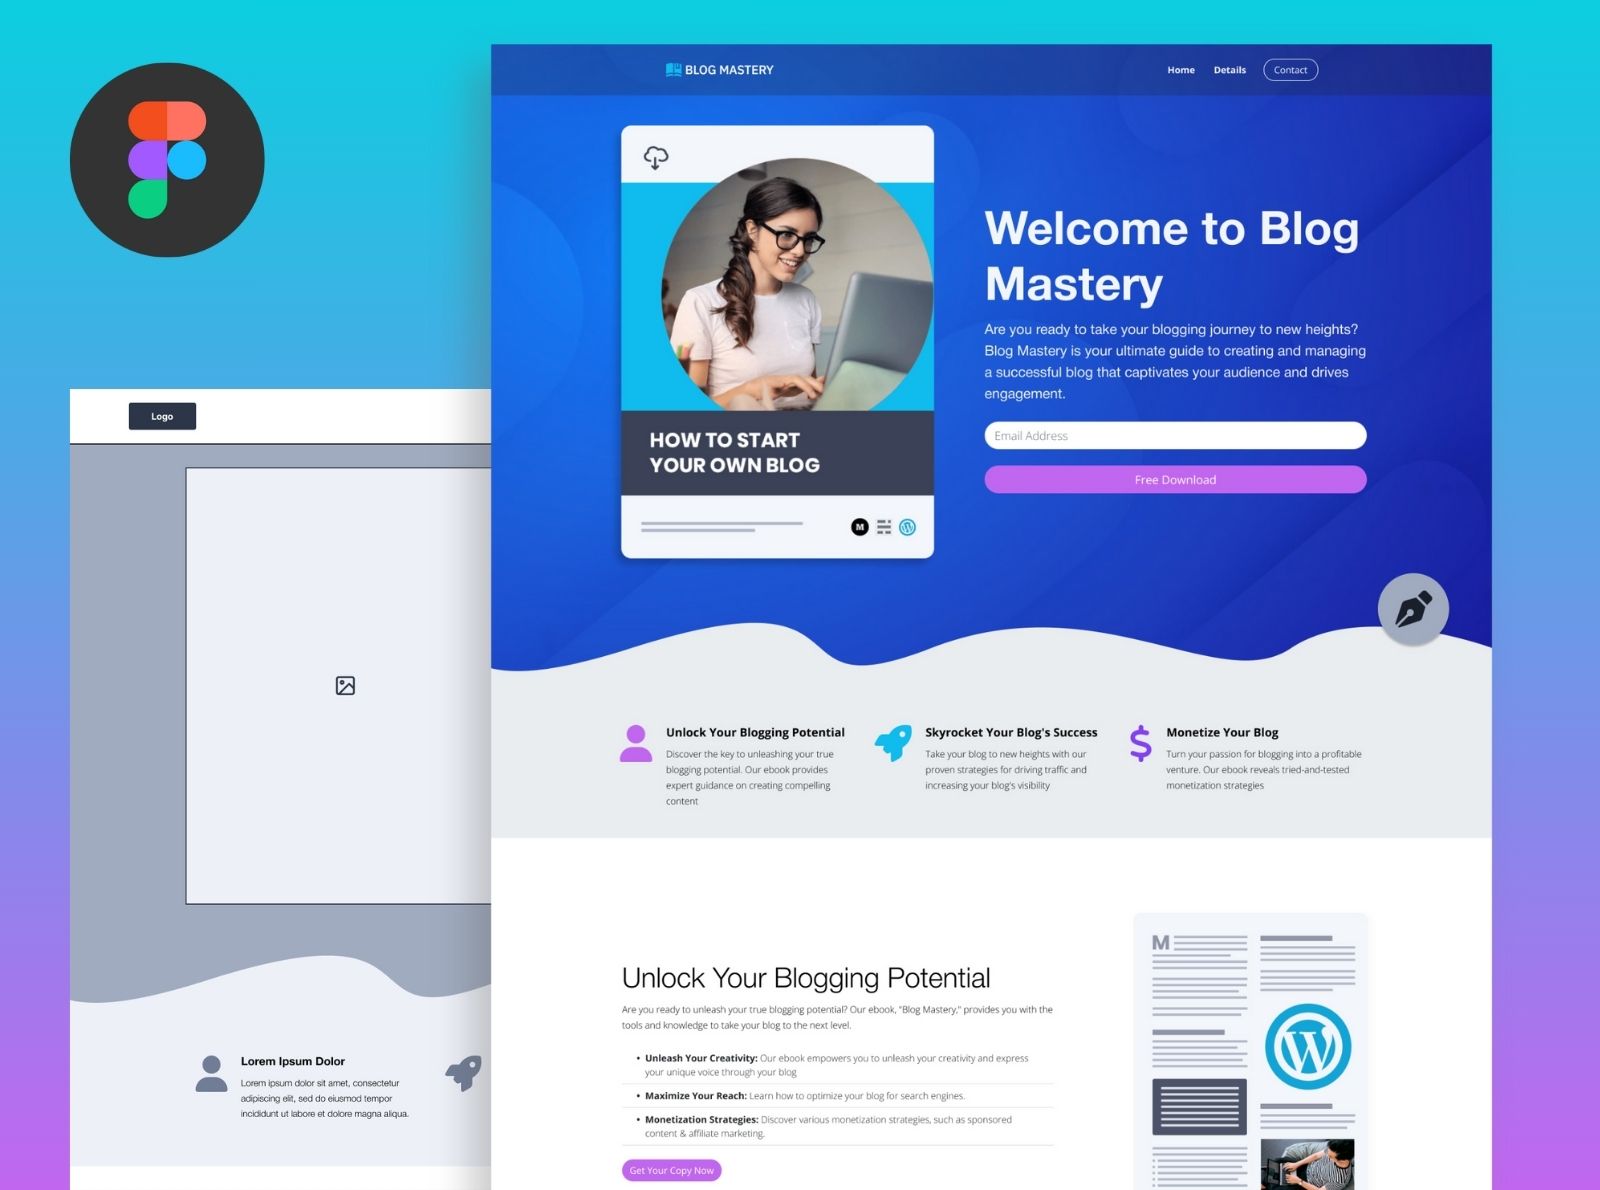 BLOG MASTERY
Home
Details
Contact
HOW TO START
YOUR OWN BLOG
M
Welcome to Blog
Mastery
Are you ready to take your blogging journey to new heights?
Blog Mastery is your ultimate guide to creating and managing
a successful blog that captivates your audience and drives
engagement.
Email Address
Free Download
Logo
Unlock Your Blogging Potential
Discover the key to unleashing your true
blogging potential. Our ebook provides
expert guidance on creating compelling
content
Skyrocket Your Blog's Success
Take your blog to new heights with our
proven strategies for driving traffic and
increasing your blog's visibility
Monetize Your Blog
Turn your passion for blogging into a profitable
venture. Our ebook reveals tried-and-tested
monetization strategies
Lorem Ipsum Dolor
Lorem ipsum dolor sit amet, consectetur
adipiscing elit, sed do eiusmod tempor
incididunt ut labore et dolore magna aliqua.
Unlock Your Blogging Potential
Are you ready to unleash your true blogging potential? Our ebook, "Blog Mastery," provides you with the
tools and knowledge to take your blog to the next level.
• Unleash Your Creativity: Our ebook empowers you to unleash your creativity and express
your unique voice through your blog
• Maximize Your Reach: Learn how to optimize your blog for search engines.
• Monetization Strategies: Discover various monetization strategies, such as sponsored
content & affiliate marketing.
Get Your Copy Now
M
W